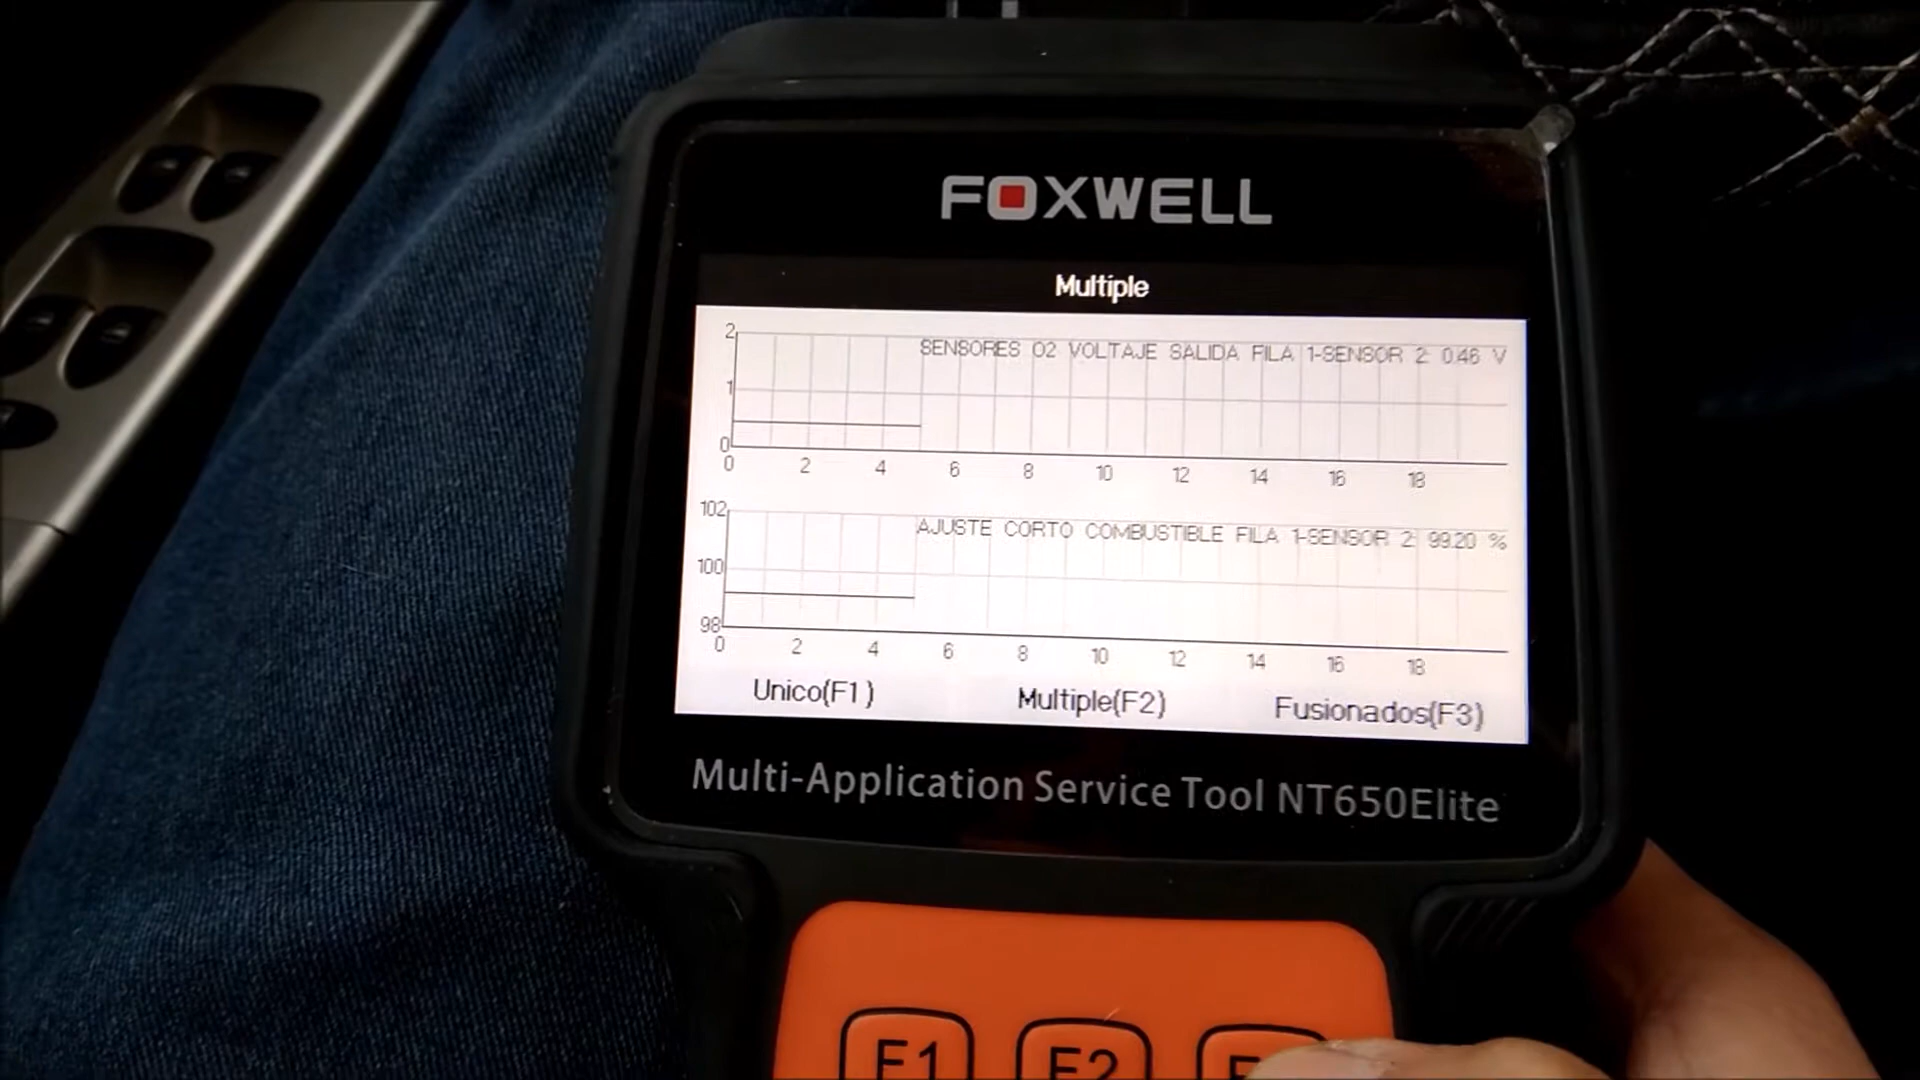 FOXWELL
Multiple
SENSORES O2 VOLTAJE SALIDA FILA 1-SENSOR 2: 0.46 V
2
1
0
0 2 4 6 8 10 12 14 16 18
AJUSTE CORTO COMBUSTIBLE FILA 1-SENSOR 2: 99.20 %
102
100
98
0 2 4 6 8 10 12 14 16 18
Unico(F1) Multiple(F2) Fusionados(F3)
Multi-Application Service Tool NT650Elite
F1 F2